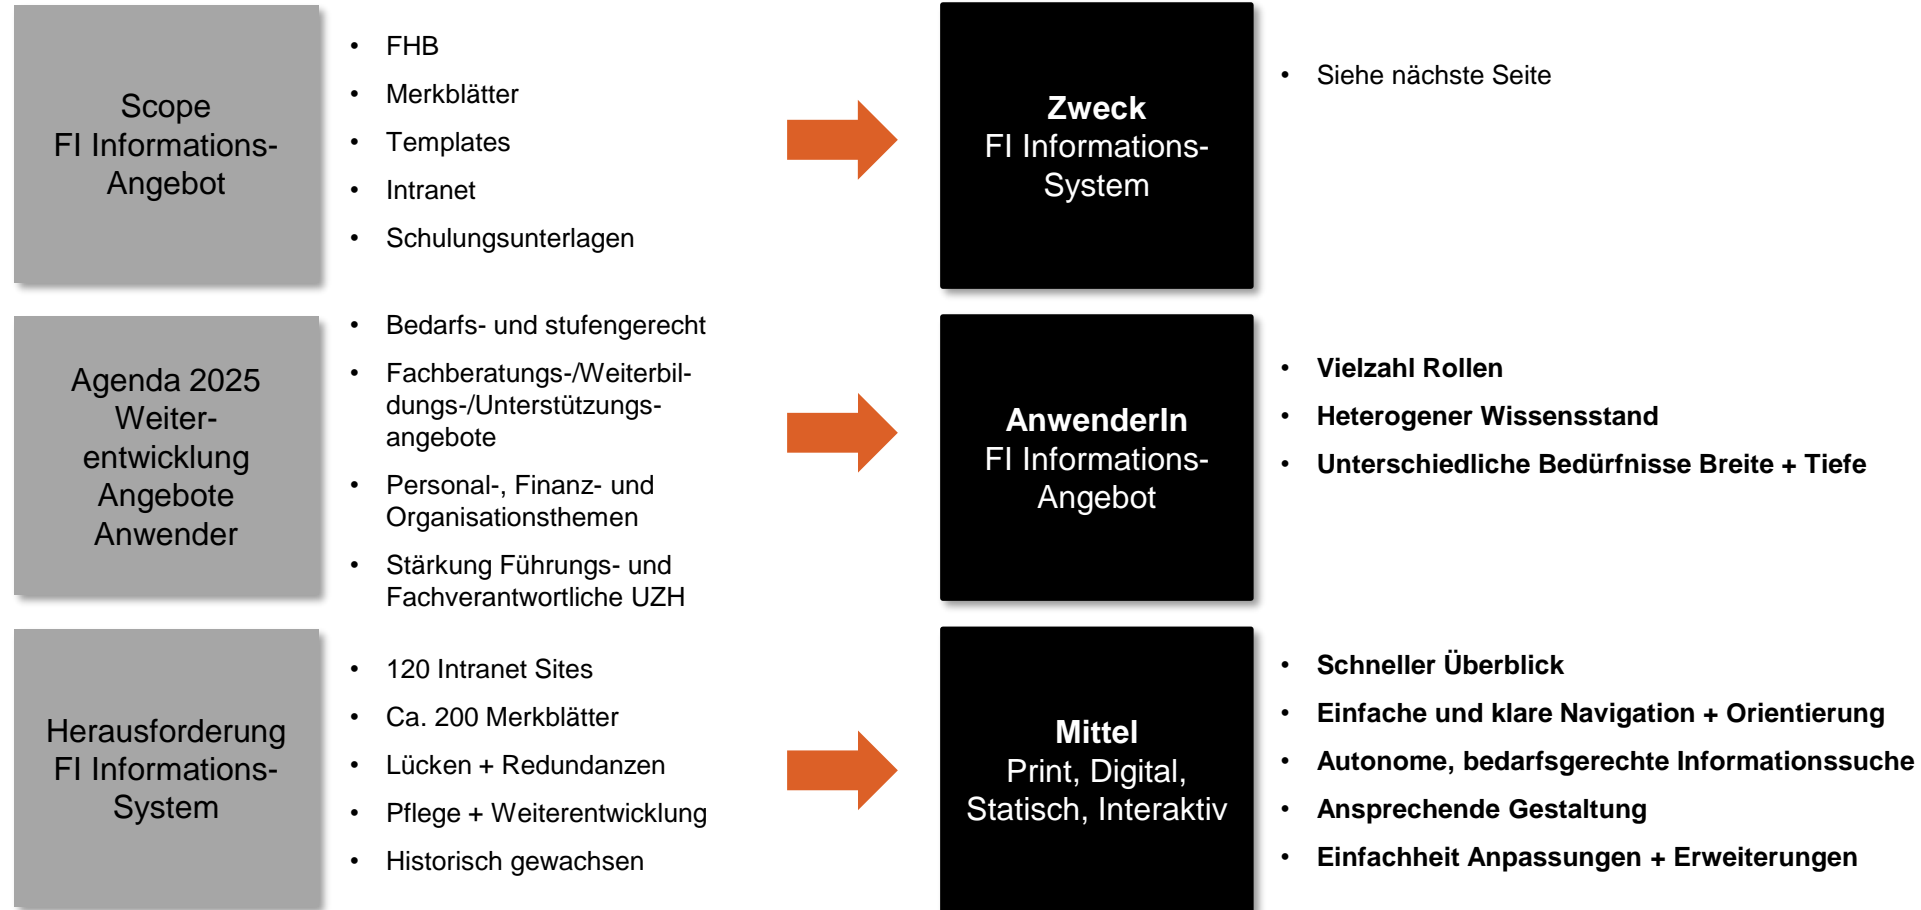 Scope
FI Informations-
Angebot
• FHB
• Merkblätter
• Templates
• Intranet
• Schulungsunterlagen
Zweck
FI Informations-
System
• Siehe nächste Seite
Agenda 2025
Weiter-
entwicklung
Angebote
Anwender
• Bedarfs- und stufengerecht
• Fachberatungs-/Weiterbil-
dungs-/Unterstützungs-
angebote
• Personal-, Finanz- und
Organisationsthemen
• Stärkung Führungs- und
Fachverantwortliche UZH
AnwenderIn
FI Informations-
Angebot
• Vielzahl Rollen
• Heterogener Wissensstand
• Unterschiedliche Bedürfnisse Breite + Tiefe
Herausforderung
FI Informations-
System
• 120 Intranet Sites
• Ca. 200 Merkblätter
• Lücken + Redundanzen
• Pflege + Weiterentwicklung
• Historisch gewachsen
Mittel
Print, Digital,
Statisch, Interaktiv
• Schneller Überblick
• Einfache und klare Navigation + Orientierung
• Autonome, bedarfsgerechte Informationssuche
• Ansprechende Gestaltung
• Einfachheit Anpassungen + Erweiterungen